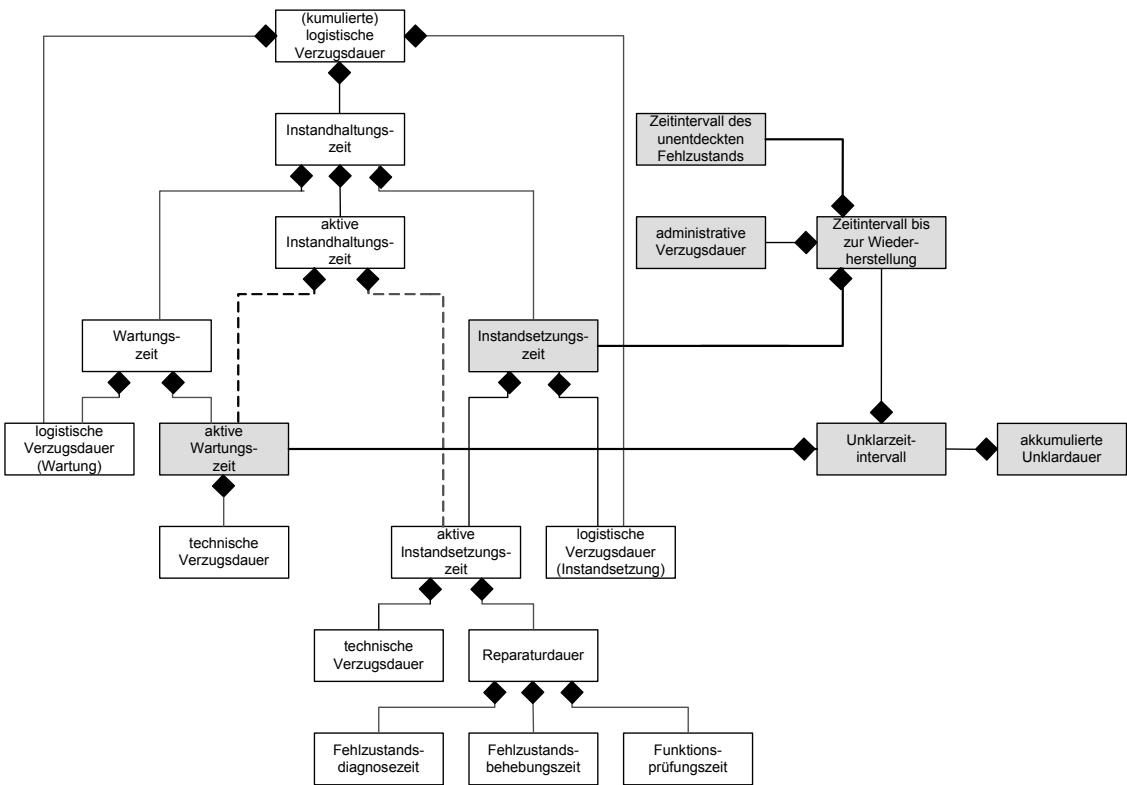 (kumulierte)
logistische
Verzugsdauer
Instandhaltungs-
zeit
Zeitintervall des
unentdeckten
Fehlzustands
aktive
Instandhaltungs-
zeit
administrative
Verzugsdauer
Zeitintervall bis
zur Wieder-
herstellung
Wartungs-
zeit
Instandsetzungs-
zeit
logistische
Verzugsdauer
(Wartung)
aktive
Wartungs-
zeit
Unklarzeit-
intervall
akkumulierte
Unklardauer
technische
Verzugsdauer
aktive
Instandsetzungs-
zeit
logistische
Verzugsdauer
(Instandsetzung)
technische
Verzugsdauer
Reparaturdauer
Fehlzustands-
diagnosezeit
Fehlzustands-
behebungszeit
Funktions-
prüfungszeit